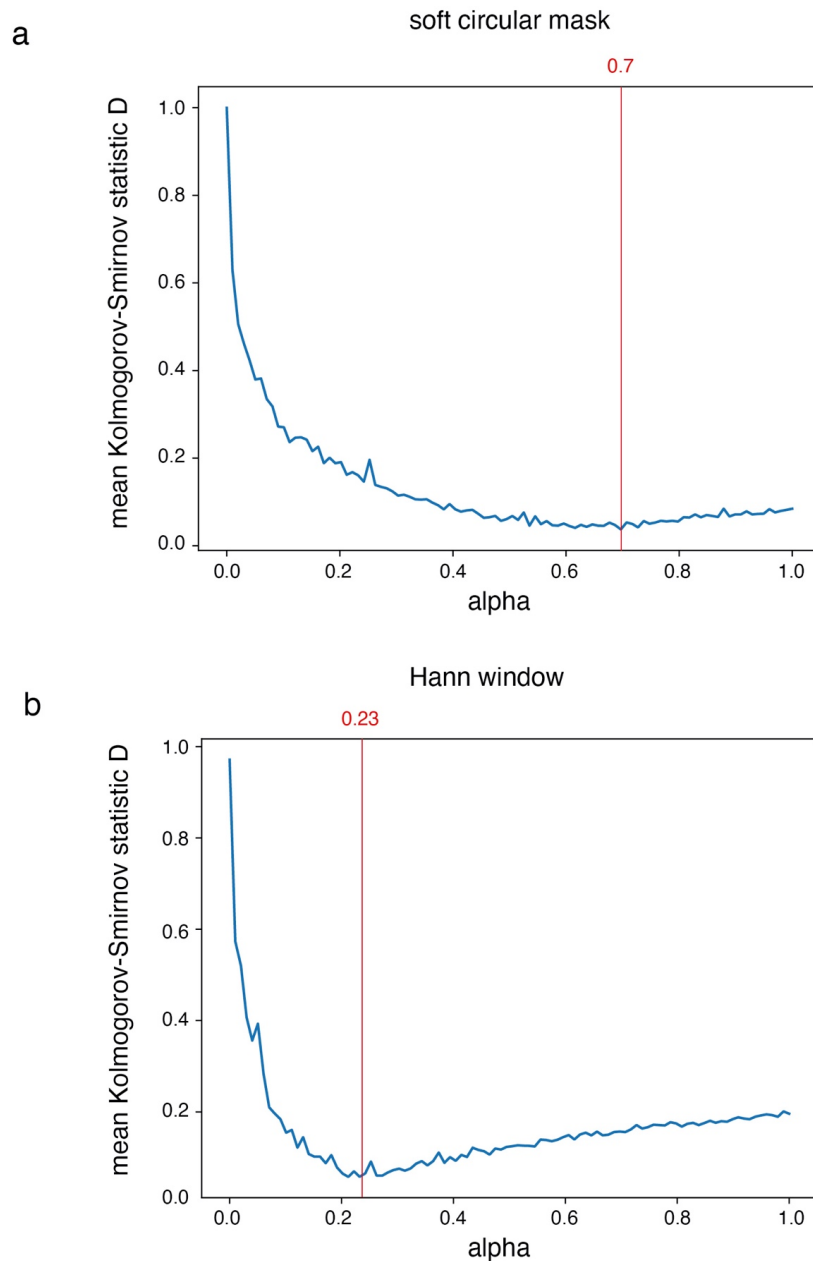 a
soft circular mask
0.7
mean Kolmogorov-Smirnov statistic D
1.0
0.8
0.6
0.4
0.2
0.0
0.0 0.2 0.4 0.6 0.8 1.0
alpha
b
Hann window
0.23
mean Kolmogorov-Smirnov statistic D
1.0
0.8
0.6
0.4
0.2
0.0
0.0 0.2 0.4 0.6 0.8 1.0
alpha